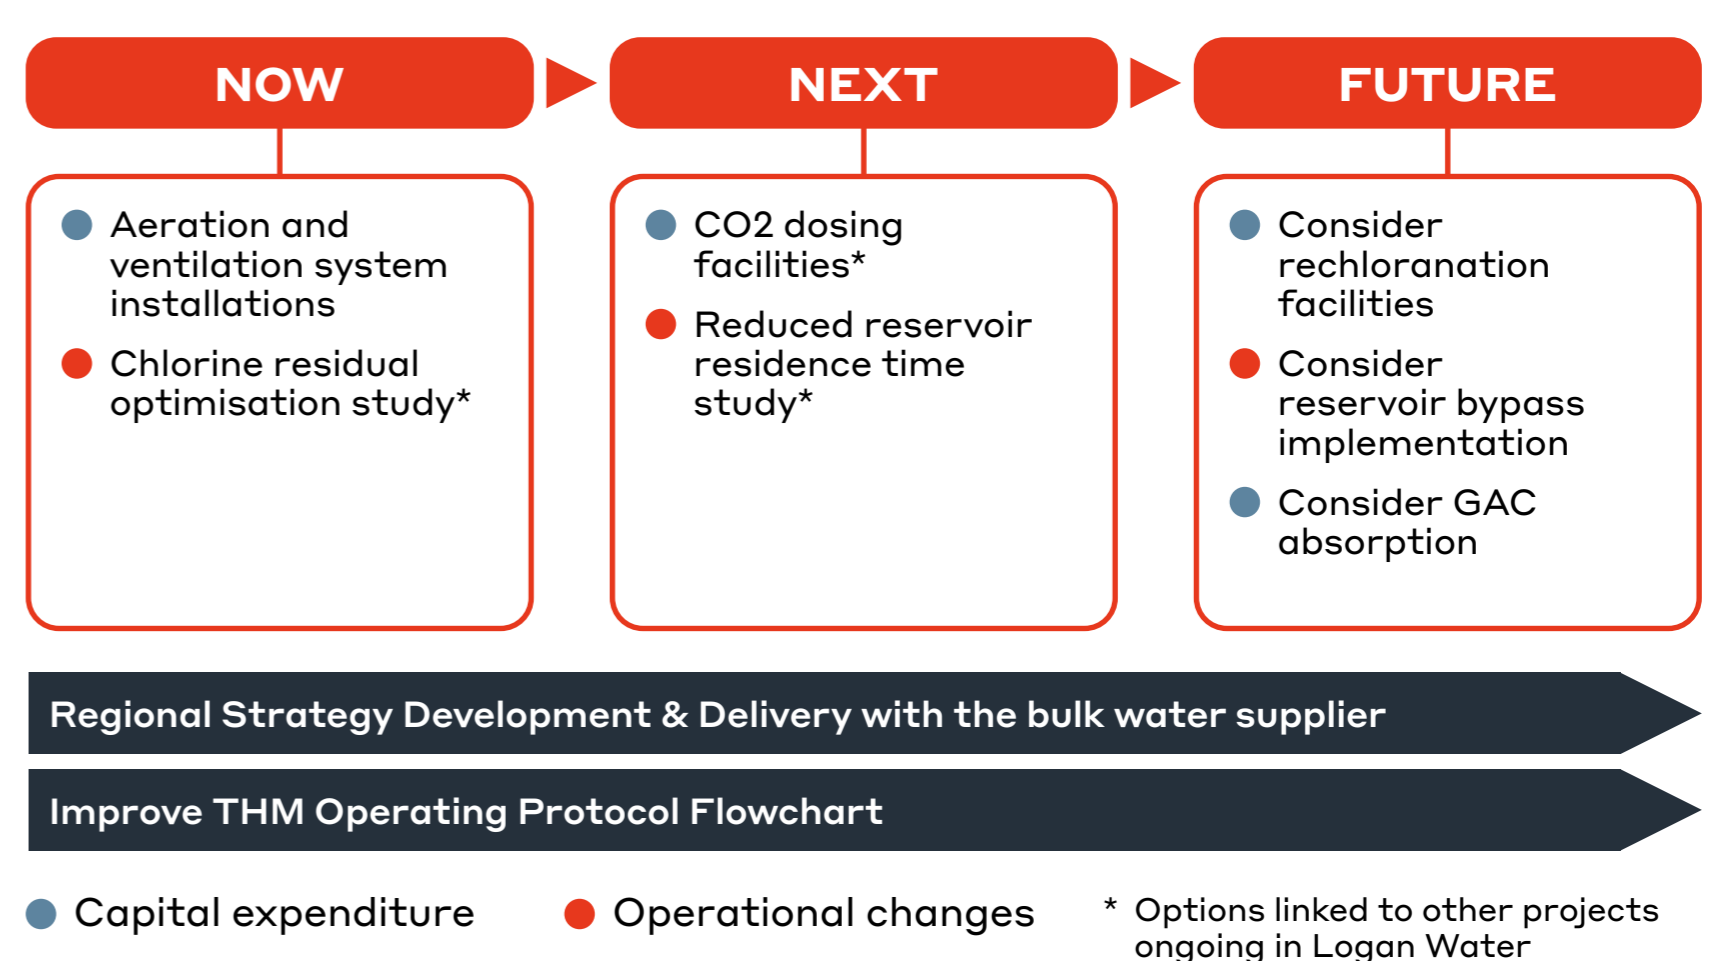 NOW
NEXT
FUTURE
Aeration and
ventilation system
installations
Chlorine residual
optimisation study*
CO2 dosing
facilities*
Reduced reservoir
residence time
study*
Consider
rechloranation
facilities
Consider
reservoir bypass
implementation
Consider GAC
absorption
Regional Strategy Development & Delivery with the bulk water supplier
Improve THM Operating Protocol Flowchart
Capital expenditure
Operational changes
* Options linked to other projects
ongoing in Logan Water